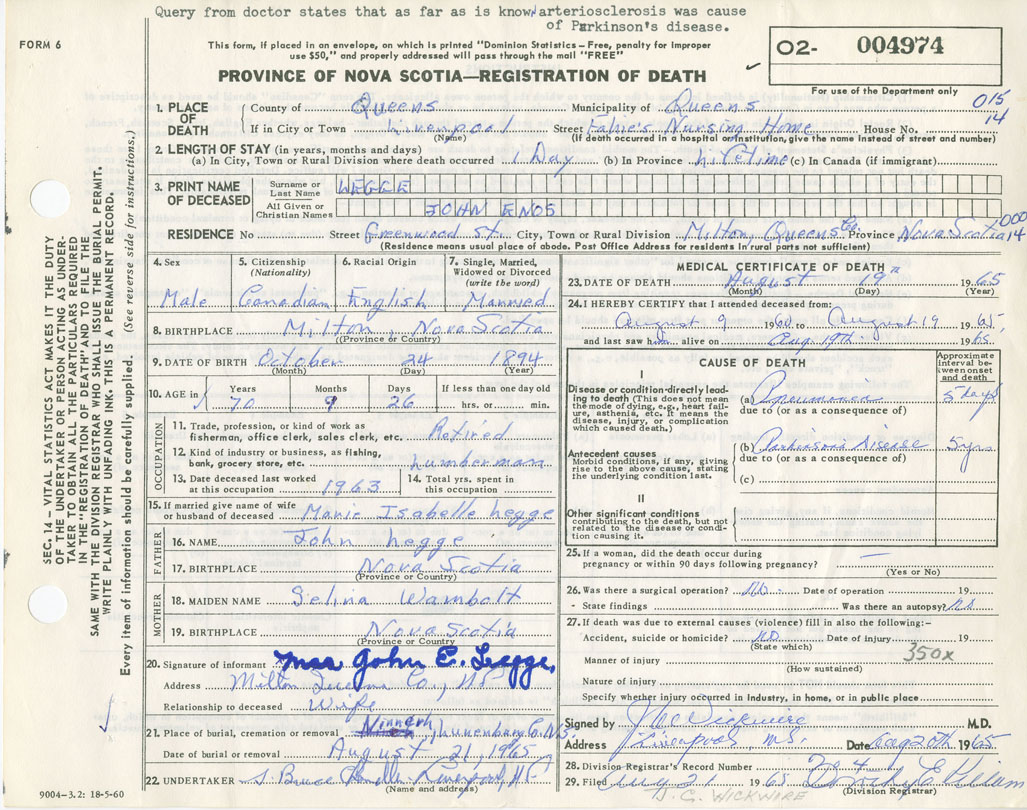 Query from doctor states that as far as is known arteriosclerosis was cause
of Parkinson's disease.
FORM 6
This form, if placed in an envelope, on which is printed "Dominion Statistics—Free, penalty for improper
use $50," and properly addressed will pass through the mail "FREE"
O2- 004974
PROVINCE OF NOVA SCOTIA—REGISTRATION OF DEATH
For use of the Department only
015
14
1. PLACE OF DEATH
County of Queens Municipality of Queens
If in City or Town Liverpool Street Nursing Home House No.
(Name) (If death occurred in a hospital or institution, give the name instead of street and number)
2. LENGTH OF STAY (in years, months and days)
(a) In City, Town or Rural Division where death occurred 1 Day (b) In Province Lifetime (c) In Canada (if immigrant)
3. PRINT NAME OF DECEASED
Surname or Last Name LEGGE
All Given or Christian Names JOHN ENOS
RESIDENCE No Street Greenwood St. City, Town or Rural Division Milton, Queens Co. Province Nova Scotia
000
14
(Residence means usual place of abode. Post Office Address for residents in rural parts not sufficient)
4. Sex Male
5. Citizenship (Nationality) Canadian
6. Racial Origin English
7. Single, Married, Widowed or Divorced (write the word) Married
8. BIRTHPLACE Milton, Nova Scotia
(Province or Country)
9. DATE OF BIRTH October 24 1894
(Month) (Day) (Year)
10. AGE in Years 70 Months 9 Days 26 If less than one day old hrs. or min.
OCCUPATION
11. Trade, profession, or kind of work as fisherman, office clerk, sales clerk, etc. Retired
12. Kind of industry or business, as fishing, bank, grocery store, etc. Lumberman
13. Date deceased last worked at this occupation 1963
14. Total yrs. spent in this occupation
15. If married give name of wife or husband of deceased Marie Isabelle Legge
FATHER
16. NAME John Legge
17. BIRTHPLACE Nova Scotia
(Province or Country)
MOTHER
18. MAIDEN NAME Selina Wambolt
19. BIRTHPLACE Nova Scotia
(Province or Country)
20. Signature of informant Mrs John E. Legge,
Address Milton Queens Co., N.S.
Relationship to deceased Wife
21. Place of burial, cremation or removal Lunenburg Co. N.S.
Date of burial or removal August 21, 1965
22. UNDERTAKER Bruce Liverpool, N.S.
(Name and address)
9004—3.2: 18-5-60
MEDICAL CERTIFICATE OF DEATH
23. DATE OF DEATH August 19th 1965
(Month) (Day) (Year)
24. I HEREBY CERTIFY that I attended deceased from:
August 9 1960 to August 19 1965,
and last saw him alive on Aug. 19th. 1965.
CAUSE OF DEATH
Approximate interval between onset and death
I
Disease or condition directly leading to death (This does not mean the mode of dying, e.g., heart failure, asthenia, etc. It means the disease, injury, or complication which caused death.)
(a) Pneumonia 5 days
due to (or as a consequence of)
Antecedent causes
Morbid conditions, if any, giving rise to the above cause, stating the underlying condition last.
(b) Parkinsons Disease 5 yrs
due to (or as a consequence of)
(c)
II
Other significant conditions
contributing to the death, but not related to the disease or condition causing it.
25. If a woman, did the death occur during pregnancy or within 90 days following pregnancy? —
(Yes or No)
26. Was there a surgical operation? No Date of operation 19
- State findings Was there an autopsy? No
27. If death was due to external causes (violence) fill in also the following:—
Accident, suicide or homicide? No Date of injury 19
(State which)
350x
Manner of injury
(How sustained)
Nature of injury
Specify whether injury occurred in industry, in home, or in public place
Signed by J C Wickwire M.D.
Address Liverpool, N.S. Date Aug 20th 1965
28. Division Registrar's Record Number
29. Filed 1965
(Division Registrar)
J. G. WICKWIRE
SEC. 14— VITAL STATISTICS ACT MAKES IT THE DUTY
OF THE UNDERTAKER OR PERSON ACTING AS UNDER-
TAKER TO OBTAIN ALL THE PARTICULARS REQUIRED
IN THE "REGISTRATION OF DEATH" AND TO FILE THE
SAME WITH THE DIVISION REGISTRAR WHO SHALL ISSUE THE BURIAL PERMIT.
WRITE PLAINLY WITH UNFADING INK. THIS IS A PERMANENT RECORD.
Every item of information should be carefully supplied. (See reverse side for instructions.)